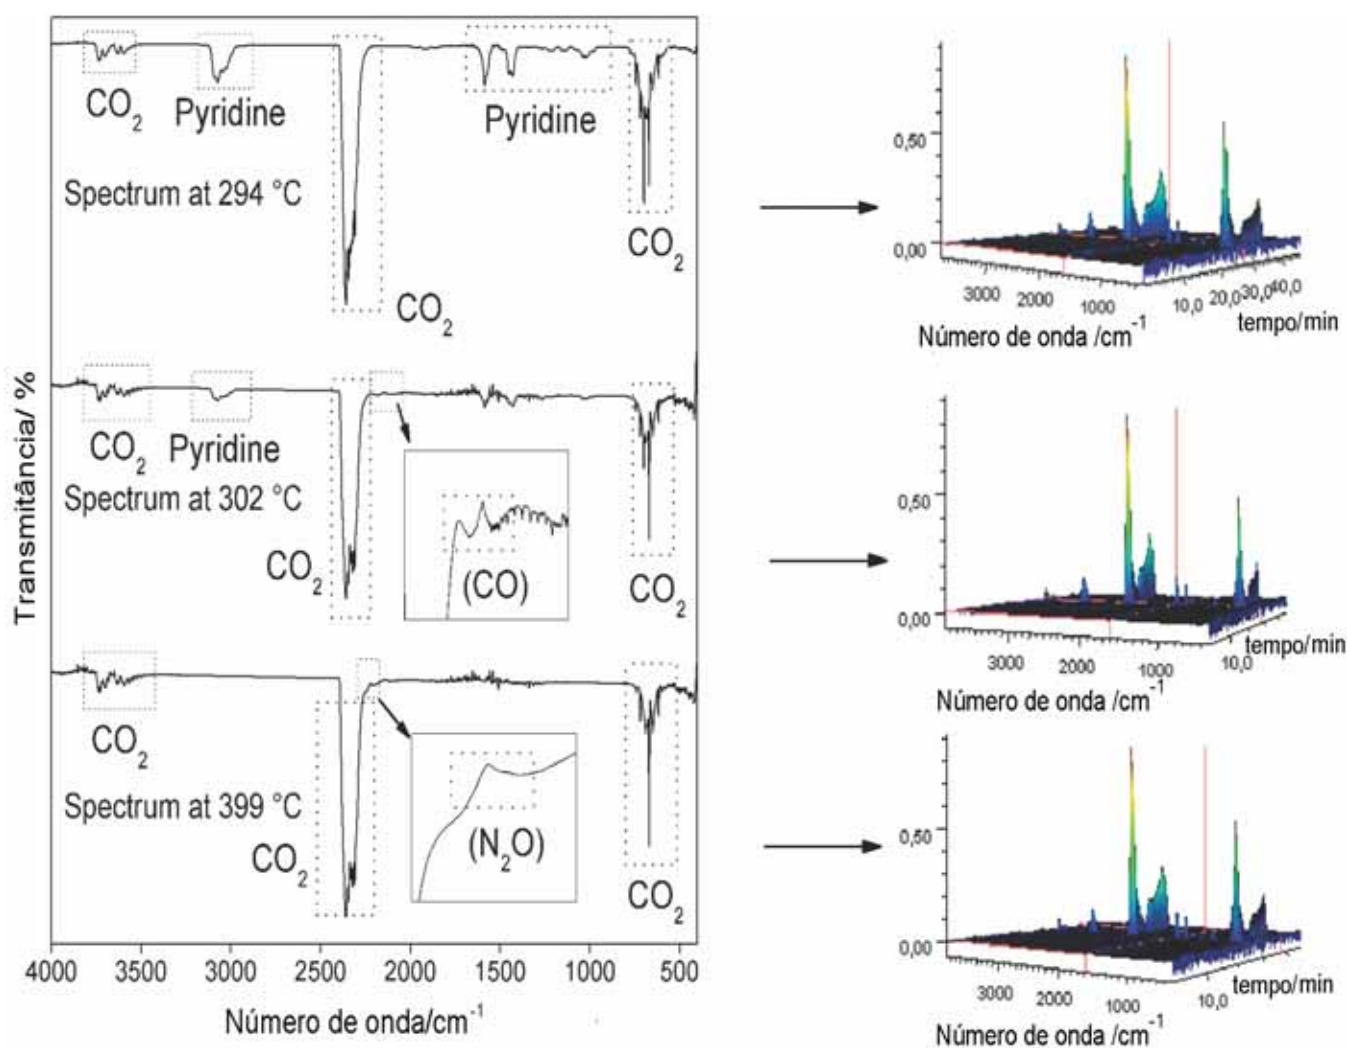 CO2
Pyridine
Pyridine
Spectrum at 294 °C
CO2
CO2
CO2
Pyridine
Spectrum at 302 °C
CO2
(CO)
CO2
CO2
Spectrum at 399 °C
CO2
(N2O)
CO2
Transmitância/ %
4000 3500 3000 2500 2000 1500 1000 500
Número de onda/cm-1
0,50
0,00
3000 2000 1000
10,0 20,0 30,0 40,0
Número de onda /cm-1
tempo/min
0,50
0,00
3000 2000 1000
10,0
Número de onda /cm-1
tempo/min
0,50
0,00
3000 2000 1000
10,0
Número de onda /cm-1
tempo/min